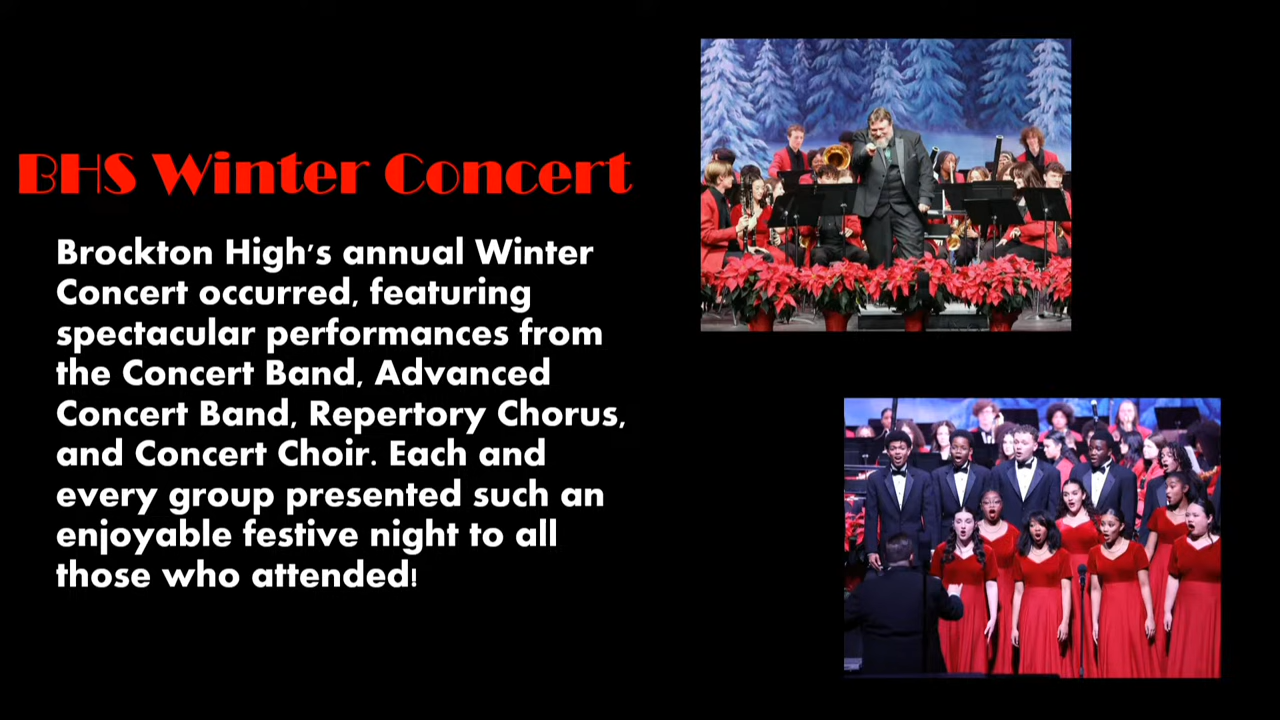 BHS Winter Concert
Brockton High's annual Winter
Concert occurred, featuring
spectacular performances from
the Concert Band, Advanced
Concert Band, Repertory Chorus,
and Concert Choir. Each and
every group presented such an
enjoyable festive night to all
those who attended!